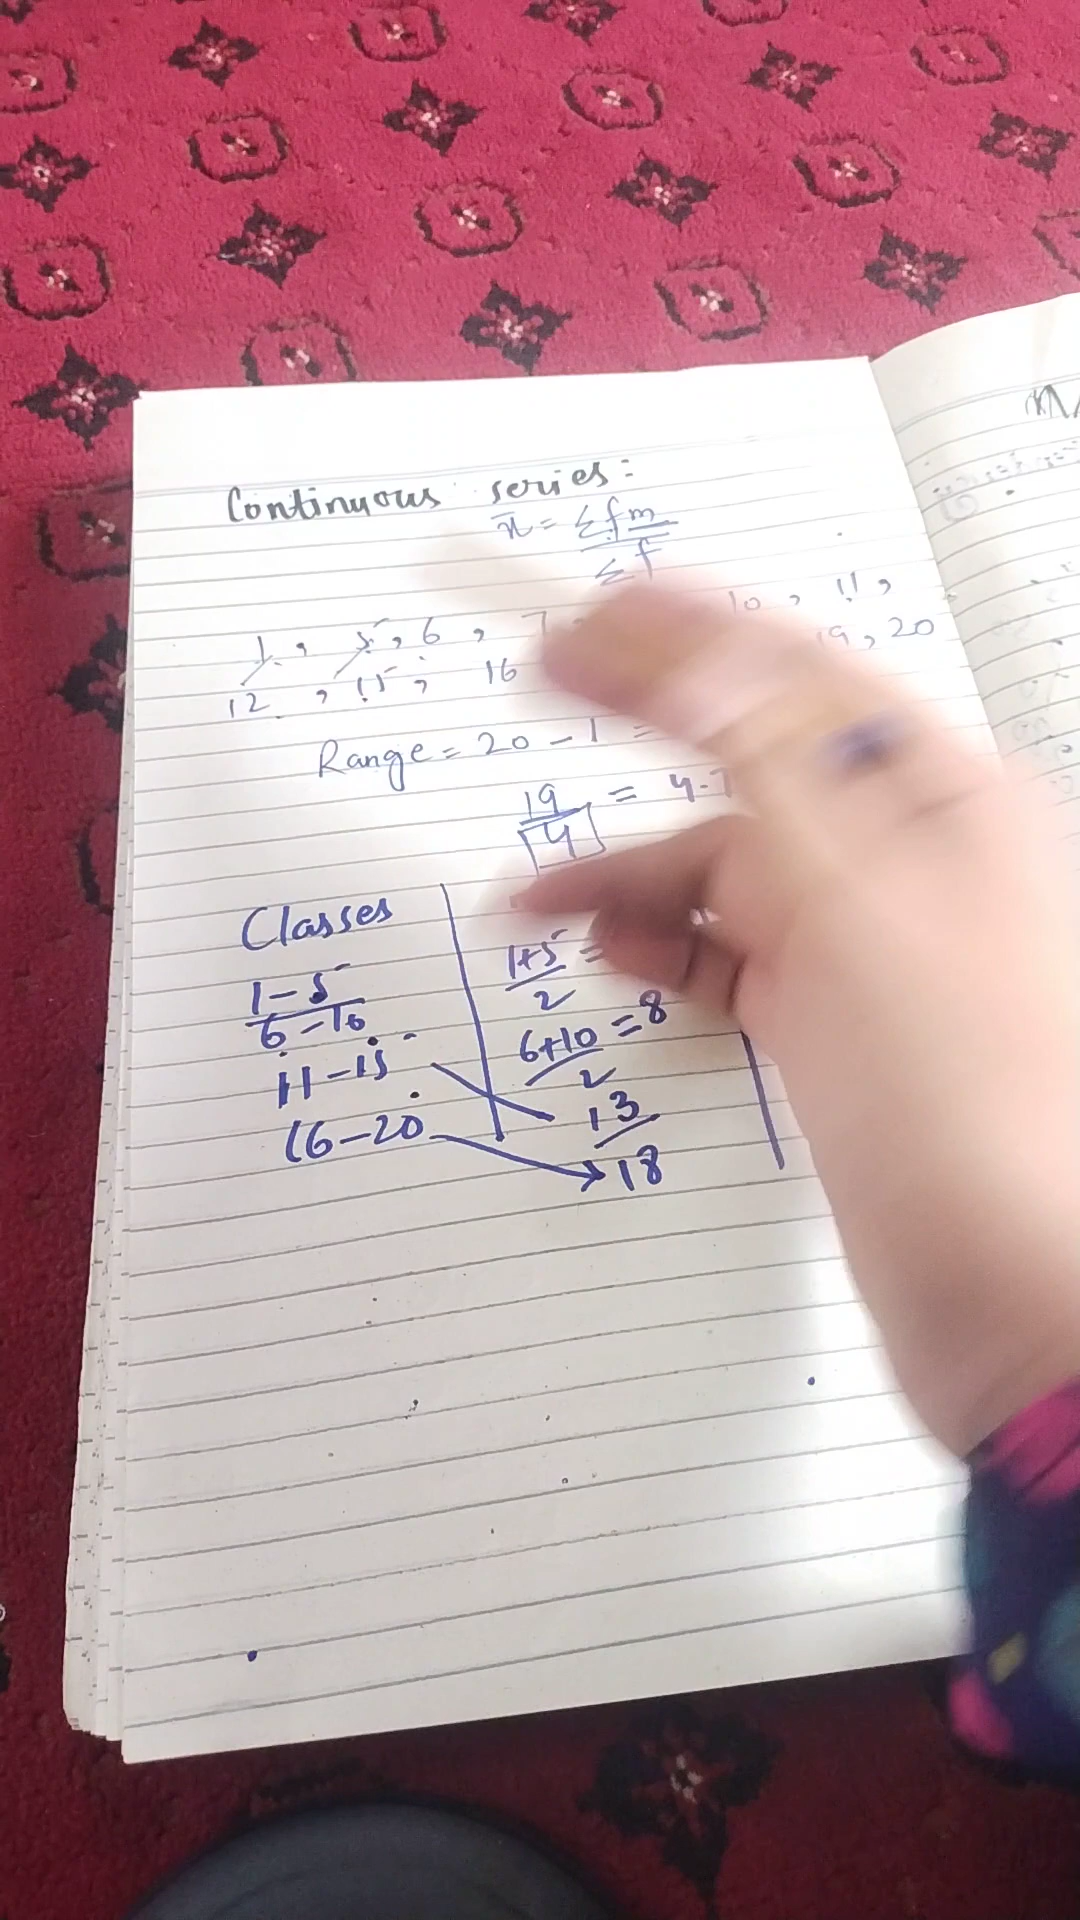 Continuous series:
x̄ = Σfm
Σf
1, 5, 6, 7 10, 11,
12, 15, 16 19, 20
Range = 20 - 1 =
19 = 4.7
4
Classes
1+5 =
2
1-5
6-10
6+10 = 8
2
11-15
13
16-20
18